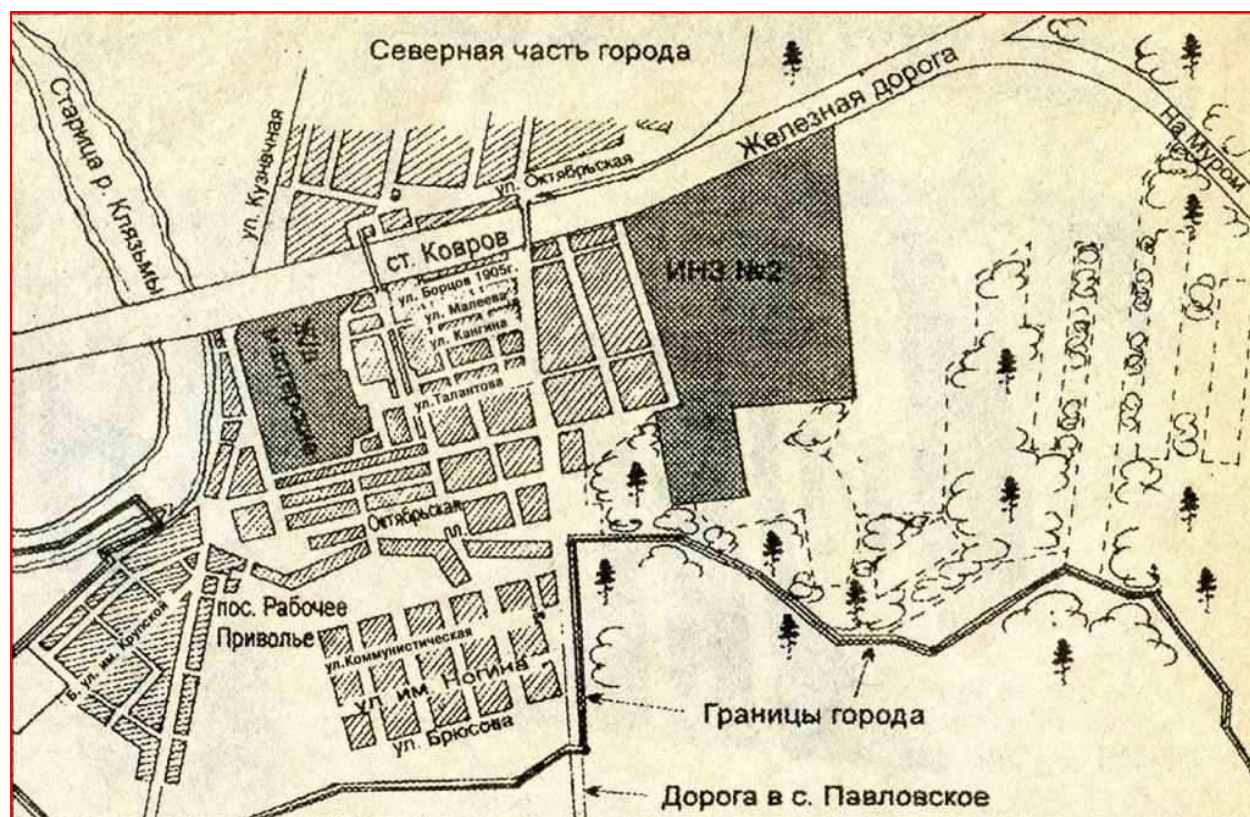 Северная часть города
Старица р. Клязьмы
ул. Кузнечная
ул. Октябрьская
Железная дорога
На Муром
ст. Ковров
ИНЗ №2
ул. Борцов 1905г.
ул. Малеева
ул. Кангина
ул.Талантова
Мастерские
Октябрьская
пл.
пос. Рабочее
Приволье
ул. им. Крупской
ул.Коммунистическая
ул им. Ногина
ул. Брюсова
Границы города
Дорога в с. Павловское